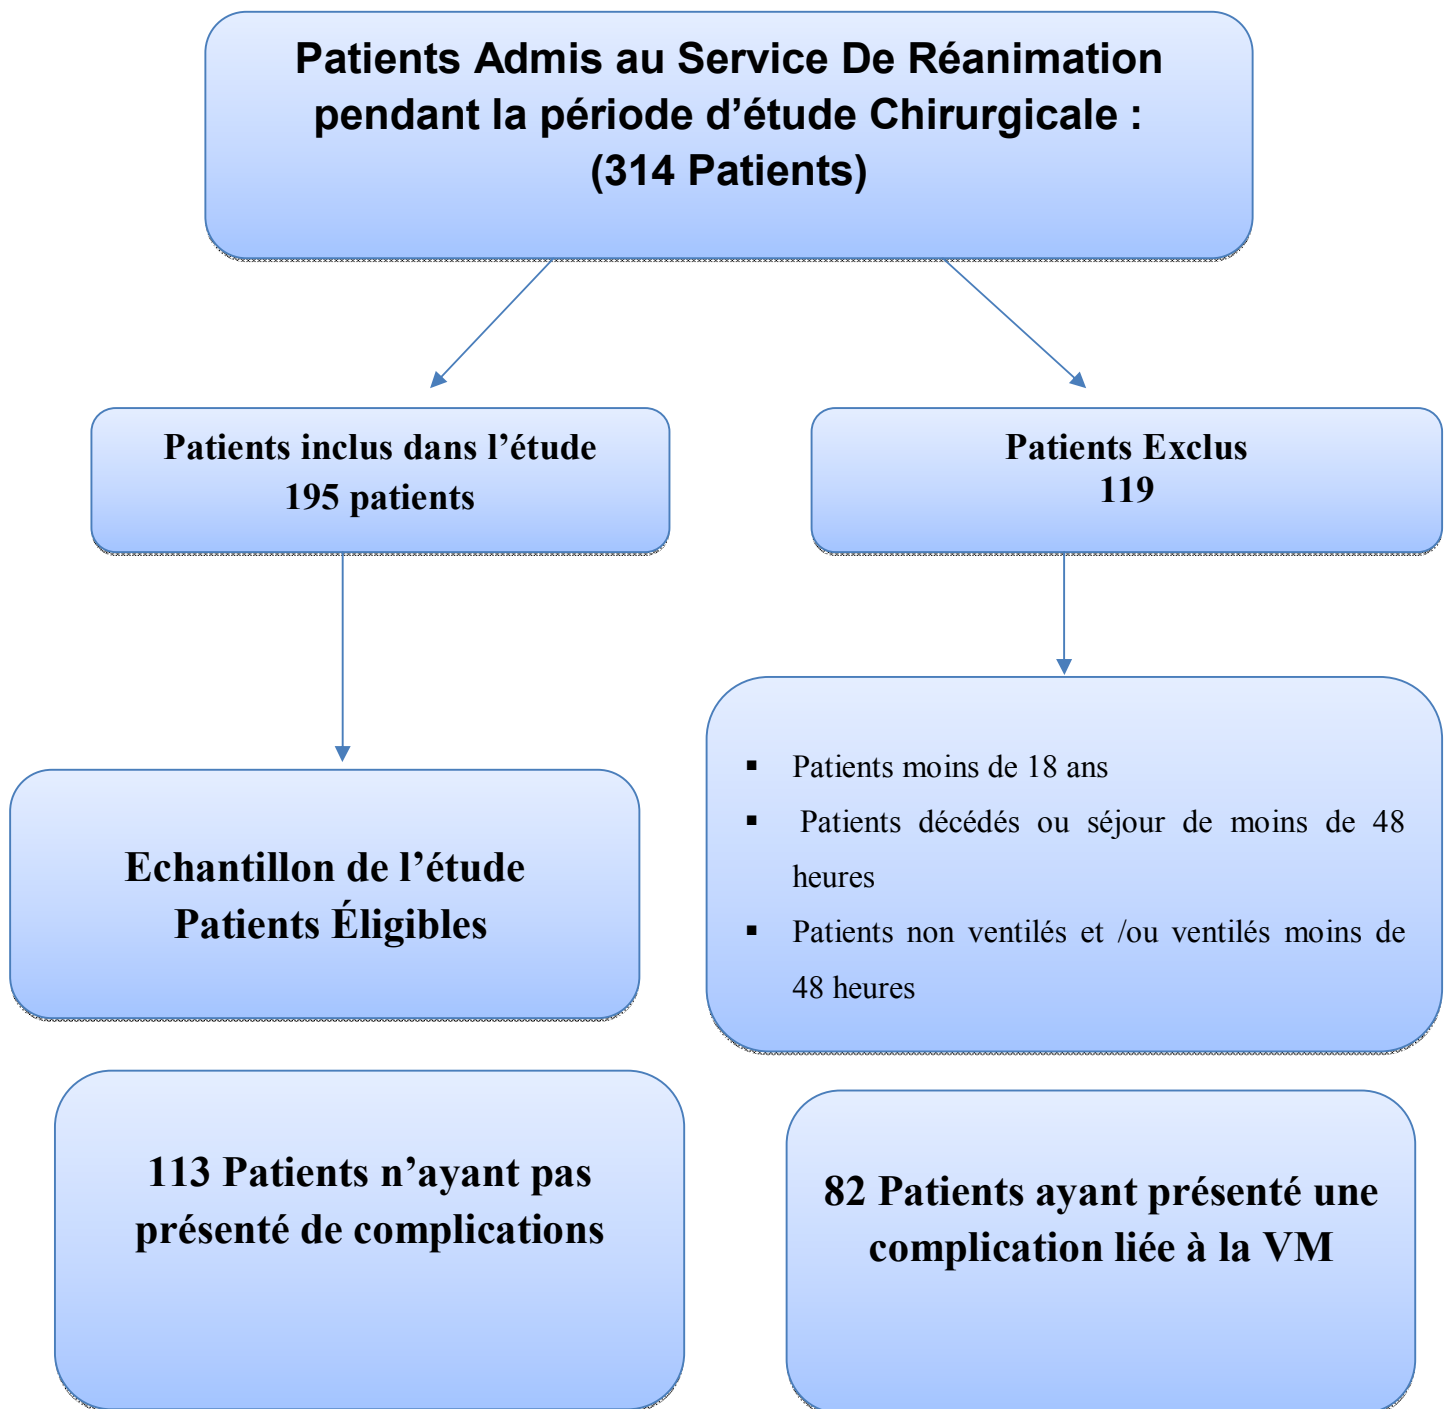 Patients Admis au Service De Réanimation
pendant la période d’étude Chirurgicale :
(314 Patients)
Patients inclus dans l’étude
195 patients
Patients Exclus
119
Echantillon de l’étude
Patients Éligibles
▪ Patients moins de 18 ans
▪ Patients décédés ou séjour de moins de 48
heures
▪ Patients non ventilés et /ou ventilés moins de
48 heures
113 Patients n’ayant pas
présenté de complications
82 Patients ayant présenté une
complication liée à la VM